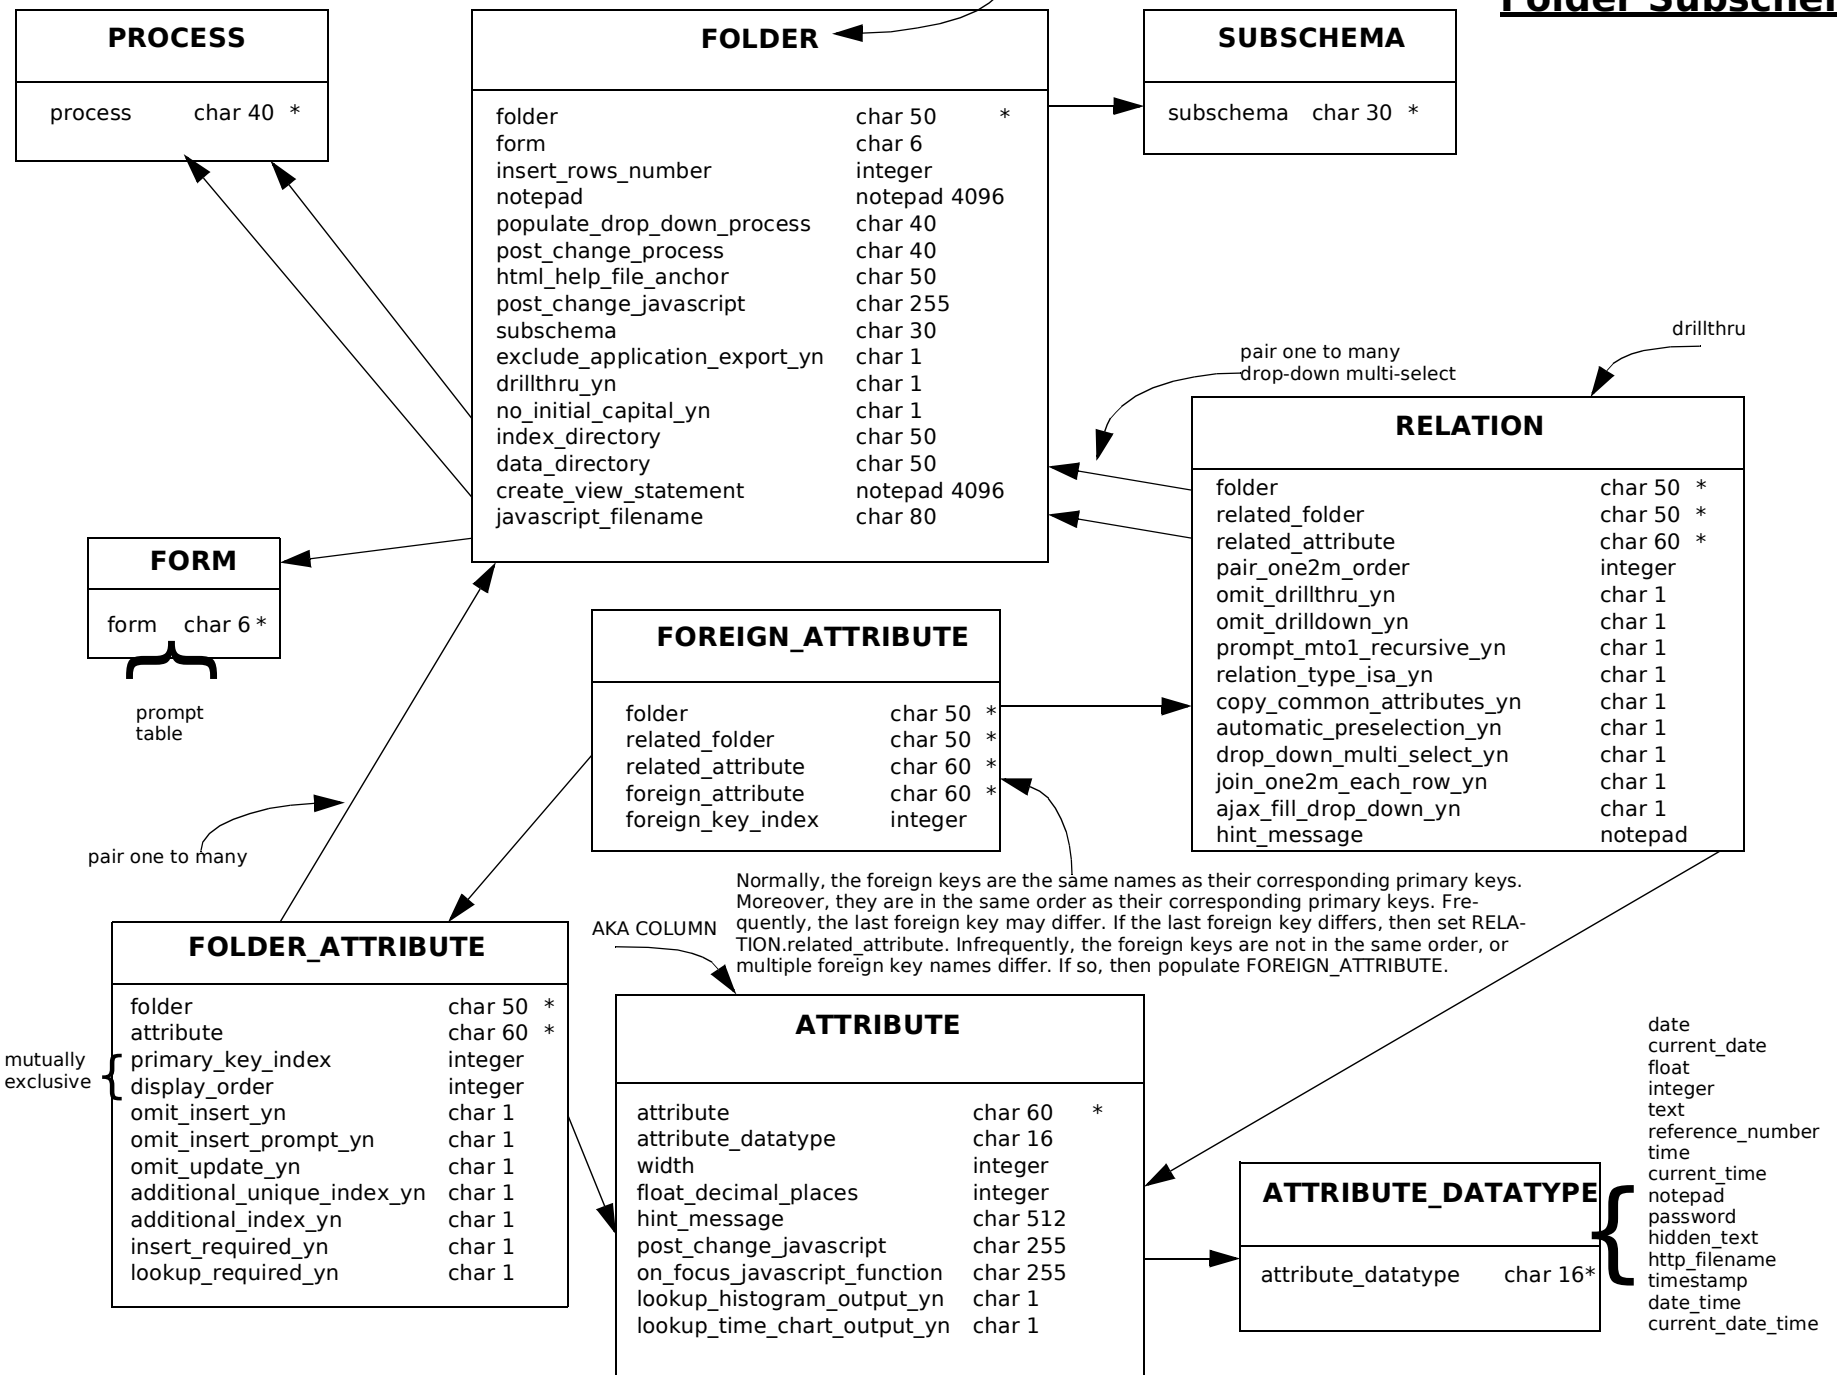 Folder Subschem
PROCESS
process char 40 *
FOLDER
folder char 50 *
form char 6
insert_rows_number integer
notepad notepad 4096
populate_drop_down_process char 40
post_change_process char 40
html_help_file_anchor char 50
post_change_javascript char 255
subschema char 30
exclude_application_export_yn char 1
drillthru_yn char 1
no_initial_capital_yn char 1
index_directory char 50
data_directory char 50
create_view_statement notepad 4096
javascript_filename char 80
SUBSCHEMA
subschema char 30 *
drillthru
pair one to many
drop-down multi-select
RELATION
folder char 50 *
related_folder char 50 *
related_attribute char 60 *
pair_one2m_order integer
omit_drillthru_yn char 1
omit_drilldown_yn char 1
prompt_mto1_recursive_yn char 1
relation_type_isa_yn char 1
copy_common_attributes_yn char 1
automatic_preselection_yn char 1
drop_down_multi_select_yn char 1
join_one2m_each_row_yn char 1
ajax_fill_drop_down_yn char 1
hint_message notepad
FORM
form char 6 *
prompt
table
FOREIGN_ATTRIBUTE
folder char 50 *
related_folder char 50 *
related_attribute char 60 *
foreign_attribute char 60 *
foreign_key_index integer
pair one to many
Normally, the foreign keys are the same names as their corresponding primary keys.
Moreover, they are in the same order as their corresponding primary keys. Fre-
quently, the last foreign key may differ. If the last foreign key differs, then set RELA-
TION.related_attribute. Infrequently, the foreign keys are not in the same order, or
multiple foreign key names differ. If so, then populate FOREIGN_ATTRIBUTE.
AKA COLUMN
FOLDER_ATTRIBUTE
folder char 50 *
attribute char 60 *
primary_key_index integer
display_order integer
omit_insert_yn char 1
omit_insert_prompt_yn char 1
omit_update_yn char 1
additional_unique_index_yn char 1
additional_index_yn char 1
insert_required_yn char 1
lookup_required_yn char 1
mutually
exclusive
ATTRIBUTE
attribute char 60 *
attribute_datatype char 16
width integer
float_decimal_places integer
hint_message char 512
post_change_javascript char 255
on_focus_javascript_function char 255
lookup_histogram_output_yn char 1
lookup_time_chart_output_yn char 1
ATTRIBUTE_DATATYPE
attribute_datatype char 16*
date
current_date
float
integer
text
reference_number
time
current_time
notepad
password
hidden_text
http_filename
timestamp
date_time
current_date_time